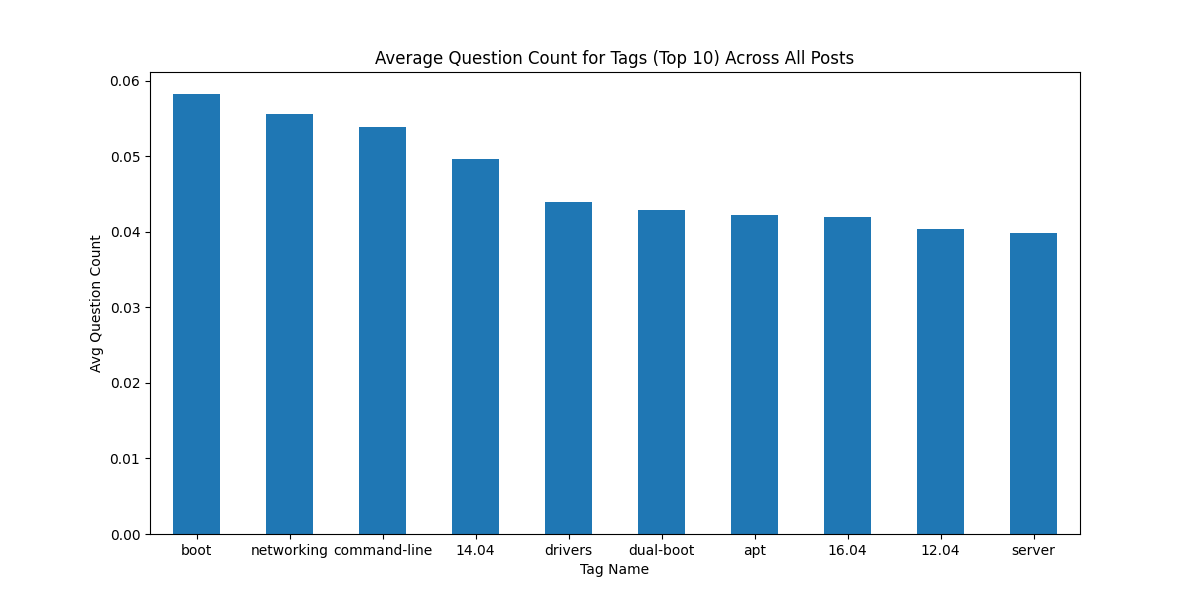 Average Question Count for Tags (Top 10) Across All Posts
0.06
0.05
0.04
0.03
0.02
0.01
0.00
Avg Question Count
boot networking command-line 14.04 drivers dual-boot apt 16.04 12.04 server
Tag Name